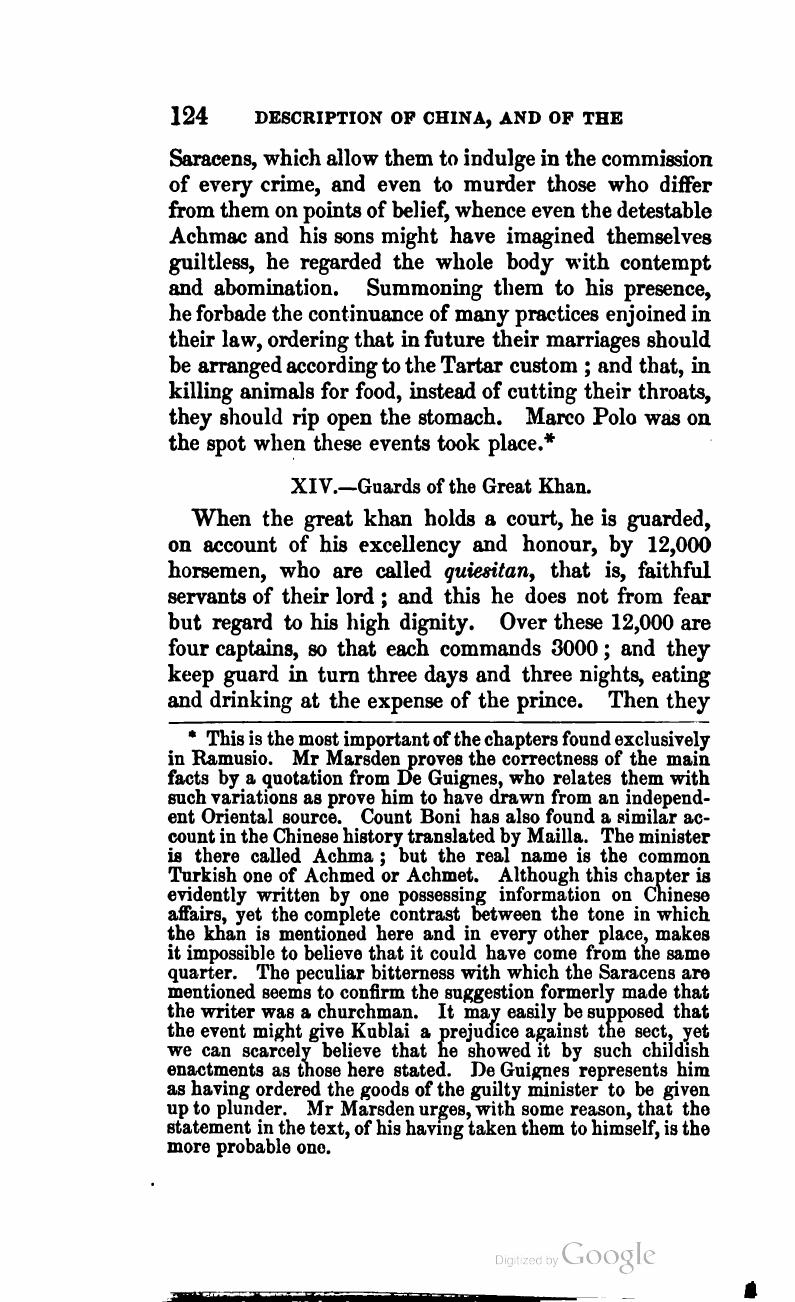 124 DESCRIPTION OF CHINA, AND OF THE
Saracens, which allow them to indulge in the commission
of every crime, and even to murder those who differ
from them on points of belief, whence even the detestable
Achmac and his sons might have imagined themselves
guiltless, he regarded the whole body with contempt
and abomination. Summoning them to his presence,
he forbade the continuance of many practices enjoined in
their law, ordering that in future their marriages should
be arranged according to the Tartar custom ; and that, in
killing animals for food, instead of cutting their throats,
they should rip open the stomach. Marco Polo was on
the spot when these events took place.*
XIV.—Guards of the Great Khan.
When the great khan holds a court, he is guarded,
on account of his excellency and honour, by 12,000
horsemen, who are called quiesitan, that is, faithful
servants of their lord ; and this he does not from fear
but regard to his high dignity. Over these 12,000 are
four captains, so that each commands 3000 ; and they
keep guard in turn three days and three nights, eating
and drinking at the expense of the prince. Then they
* This is the most important of the chapters found exclusively
in Ramusio. Mr Marsden proves the correctness of the main
facts by a quotation from De Guignes, who relates them with
such variations as prove him to have drawn from an independ-
ent Oriental source. Count Boni has also found a similar ac-
count in the Chinese history translated by Mailla. The minister
is there called Achma ; but the real name is the common
Turkish one of Achmed or Achmet. Although this chapter is
evidently written by one possessing information on Chinese
affairs, yet the complete contrast between the tone in which
the khan is mentioned here and in every other place, makes
it impossible to believe that it could have come from the same
quarter. The peculiar bitterness with which the Saracens are
mentioned seems to confirm the suggestion formerly made that
the writer was a churchman. It may easily be supposed that
the event might give Kublai a prejudice against the sect, yet
we can scarcely believe that he showed it by such childish
enactments as those here stated. De Guignes represents him
as having ordered the goods of the guilty minister to be given
up to plunder. Mr Marsden urges, with some reason, that the
statement in the text, of his having taken them to himself, is the
more probable one.
Digitized by Google